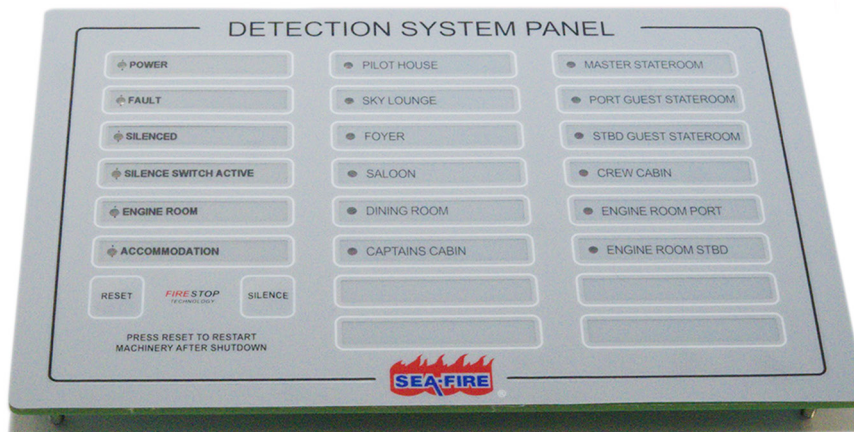 DETECTION SYSTEM PANEL
POWER
FAULT
SILENCED
SILENCE SWITCH ACTIVE
ENGINE ROOM
ACCOMMODATION
RESET
FIRESTOP
TECHNOLOGY
SILENCE
PRESS RESET TO RESTART
MACHINERY AFTER SHUTDOWN
PILOT HOUSE
SKY LOUNGE
FOYER
SALOON
DINING ROOM
CAPTAINS CABIN
MASTER STATEROOM
PORT GUEST STATEROOM
STBD GUEST STATEROOM
CREW CABIN
ENGINE ROOM PORT
ENGINE ROOM STBD
SEA-FIRE
®